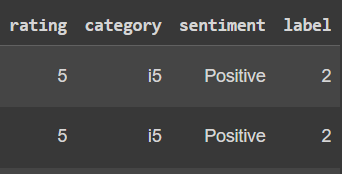 rating category sentiment label
5 i5 Positive 2
5 i5 Positive 2